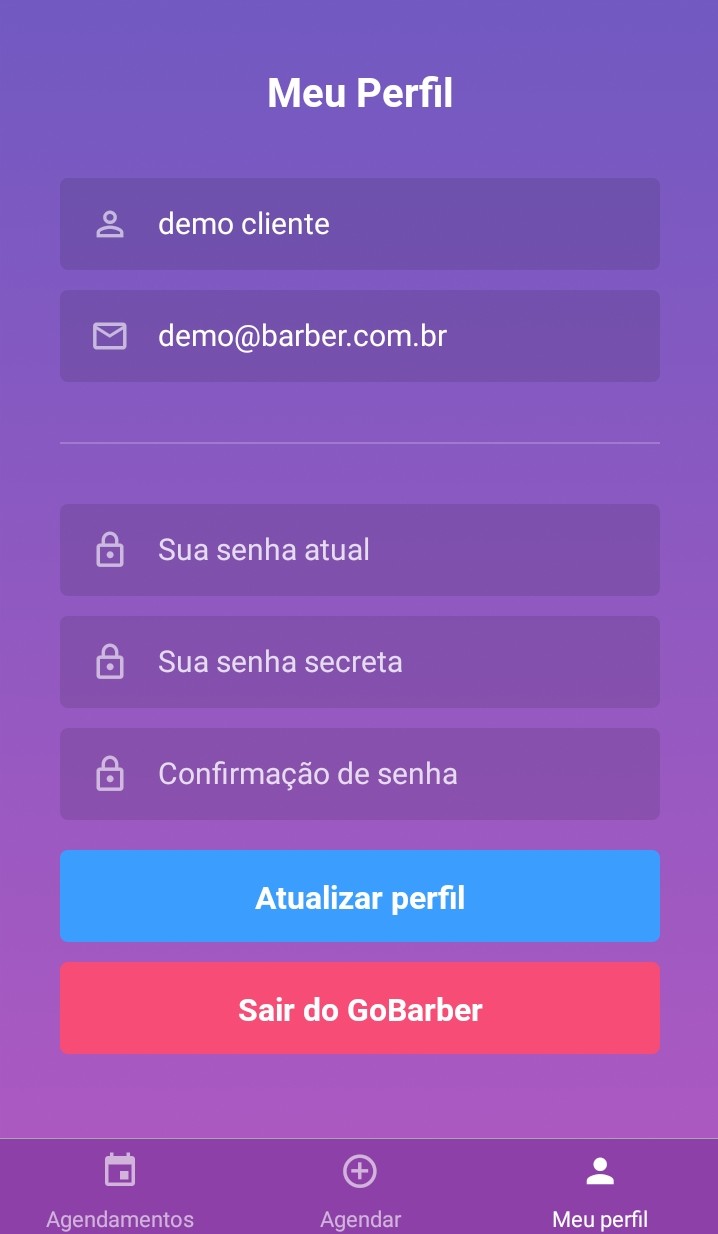 Meu Perfil
demo cliente
demo@barber.com.br
Sua senha atual
Sua senha secreta
Confirmação de senha
Atualizar perfil
Sair do GoBarber
Agendamentos
Agendar
Meu perfil